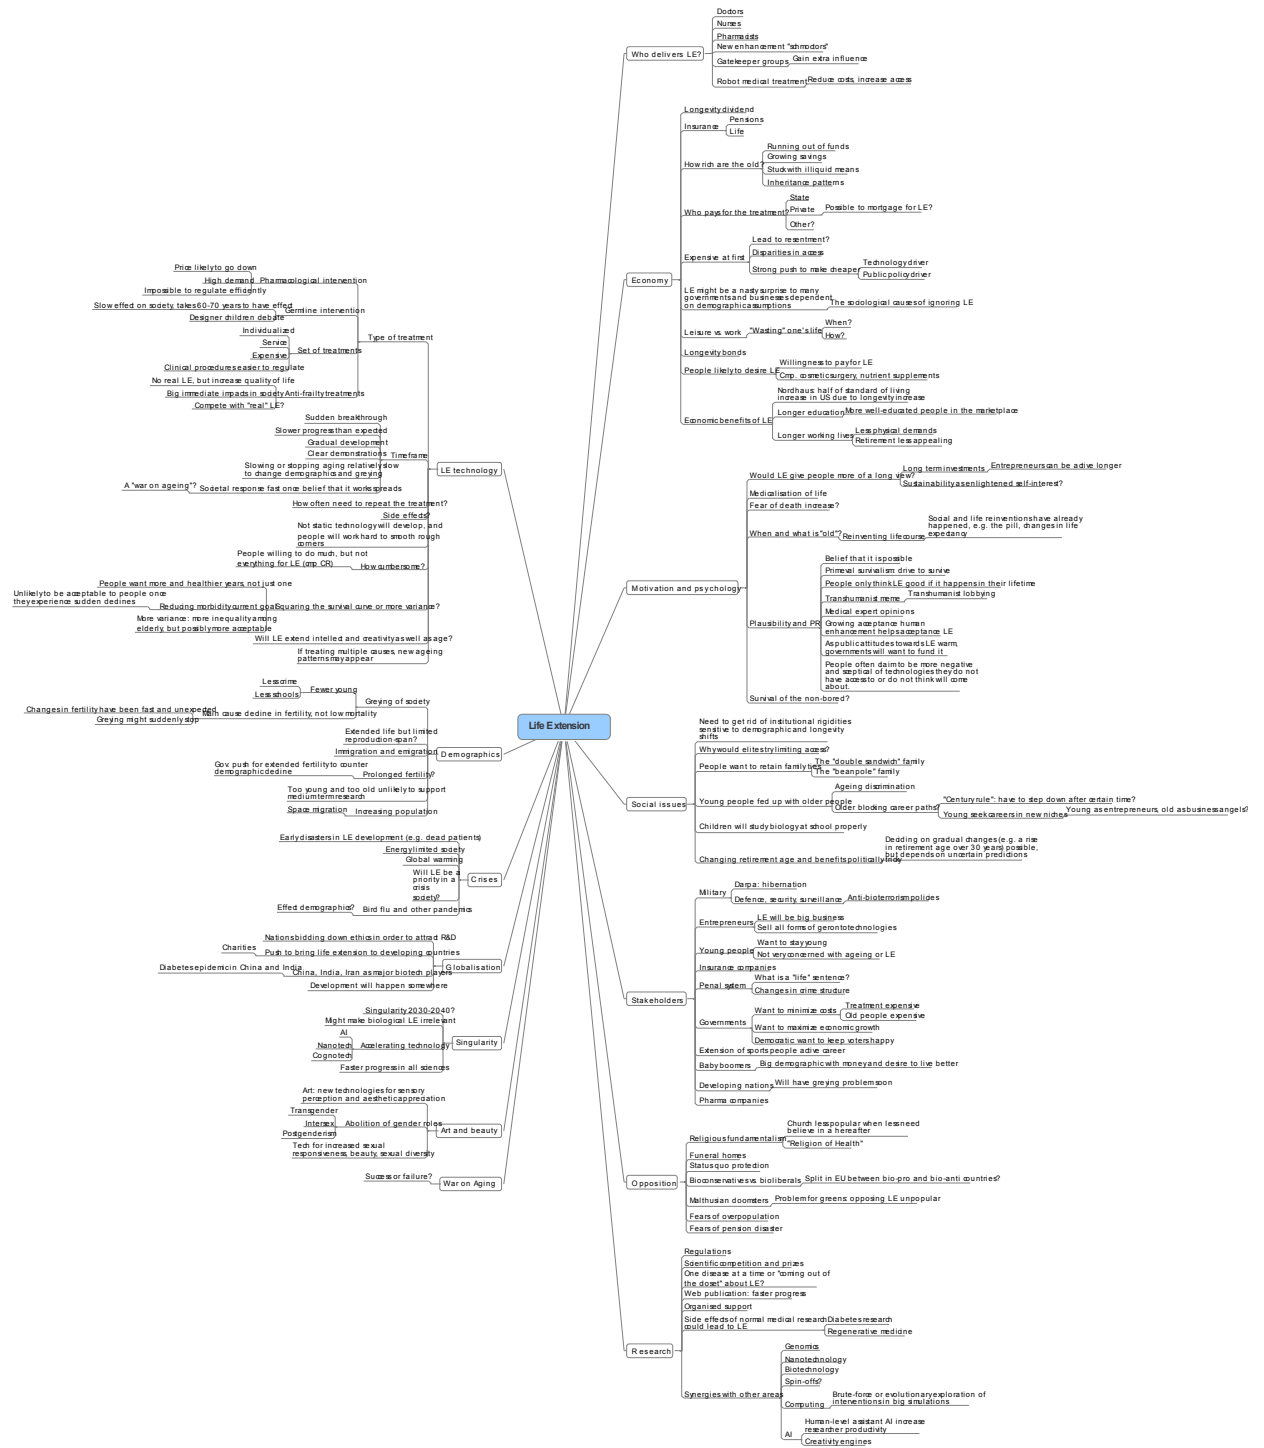 Life Extension
Who delivers LE?
Doctors
Nurses
Pharmacists
New enhancement "schmoctors"
Gatekeeper groups
Gain extra influence
Robot medical treatment
Reduce costs, increase access
Economy
Longevity dividend
Insurance
Pensions
Life
How rich are the old?
Running out of funds
Growing savings
Stuck with illiquid means
Inheritance patterns
Who pays for the treatment?
State
Private
Possible to mortgage for LE?
Other?
Expensive at first
Lead to resentment?
Disparities in access
Strong push to make cheaper
Technology driver
Public policy driver
LE might be a nasty surprise to many
governments and businesses dependent
on demographic assumptions
The sociological causes of ignoring LE
Leisure vs. work
"Wasting" one's life
When?
How?
Longevity bonds
People likely to desire LE
Willingness to pay for LE
Cmp. cosmetic surgery, nutrient supplements
Economic benefits of LE
Nordhaus: half of standard of living
increase in US due to longevity increase
Longer education
More well-educated people in the marketplace
Longer working lives
Less physical demands
Retirement less appealing
Motivation and psychology
Would LE give people more of a long view?
Long term investments
Entrepreneurs can be active longer
Sustainability as enlightened self-interest?
Medicalisation of life
Fear of death increase?
When and what is "old"?
Reinventing life course
Social and life reinventions have already
happened, e.g. the pill, changes in life
expectancy
Plausibility and PR
Belief that it is possible
Primeval survivalism: drive to survive
People only think LE good if it happens in their lifetime
Transhumanist meme
Transhumanist lobbying
Medical expert opinions
Growing acceptance human
enhancement helps acceptance LE
As public attitudes towards LE warm,
governments will want to fund it
People often claim to be more negative
and sceptical of technologies they do not
have access to or do not think will come
about.
Survival of the non-bored?
Social issues
Need to get rid of institutional rigidities
sensitive to demographic and longevity
shifts
Why would elites try limiting access?
People want to retain family ties
The "double sandwich" family
The "beanpole" family
Young people fed up with older people
Ageing discrimination
Older blocking career paths?
"Century rule": have to step down after certain time?
Young seek careers in new niches
Young as entrepreneurs, old as business angels?
Children will study biology at school properly
Changing retirement age and benefits politically tricky
Deciding on gradual changes (e.g. a rise
in retirement age over 30 years) possible,
but depends on uncertain predictions
Stakeholders
Military
Darpa: hibernation
Defence, security, surveillance
Anti-bioterrorism policies
Entrepreneurs
LE will be big business
Sell all forms of gerontotechnologies
Young people
Want to stay young
Not very concerned with ageing or LE
Insurance companies
Penal system
What is a "life" sentence?
Changes in crime structure
Governments
Want to minimize costs
Treatment expensive
Old people expensive
Want to maximize economic growth
Democratic want to keep voters happy
Extension of sports people active career
Baby boomers
Big demographic with money and desire to live better
Developing nations
Will have greying problem soon
Pharma companies
Opposition
Religious fundamentalism
Church less popular when less need
believe in a hereafter
"Religion of Health"
Funeral homes
Status quo protection
Bioconservatives vs. bioliberals
Split in EU between bio-pro and bio-anti countries?
Malthusian doomsters
Problem for greens: opposing LE unpopular
Fears of overpopulation
Fears of pension disaster
Research
Regulations
Scientific competition and prizes
One disease at a time or "coming out of
the closet" about LE?
Web publication: faster progress
Organised support
Side effects of normal medical research
could lead to LE
Diabetes research
Regenerative medicine
Synergies with other areas
Genomics
Nanotechnology
Biotechnology
Spin-offs?
Computing
Brute-force or evolutionary exploration of
interventions in big simulations
AI
Human-level assistant AI increase
researcher productivity
Creativity engines
LE technology
Type of treatment
Pharmacological intervention
Price likely to go down
High demand
Impossible to regulate efficiently
Germline intervention
Slow effect on society, takes 60-70 years to have effect
Designer children debate
Set of treatments
Individualized
Service
Expensive
Clinical procedures easier to regulate
Anti-frailty treatments
No real LE, but increase quality of life
Big immediate impacts in society
Compete with "real" LE?
Timeframe
Sudden breakthrough
Slower progress than expected
Gradual development
Clear demonstrations
Slowing or stopping aging relatively slow
to change demographics and greying
Societal response fast once belief that it works spreads
A "war on ageing"?
How often need to repeat the treatment?
Side effects?
Not static technology will develop, and
people will work hard to smooth rough
corners
How cumbersome?
People willing to do much, but not
everything for LE (cmp CR)
Squaring the survival curve or more variance?
People want more and healthier years, not just one
Reducing morbidity current goal
Unlikely to be acceptable to people once
they experience sudden declines
More variance: more inequality among
elderly, but possibly more acceptable
Will LE extend intellect and creativity as well as age?
If treating multiple causes, new ageing
patterns may appear
Demographics
Greying of society
Fewer young
Less crime
Less schools
Main cause decline in fertility, not low mortality
Changes in fertility have been fast and unexpected
Greying might suddenly stop
Extended life but limited
reproduction-span?
Immigration and emigration
Prolonged fertility?
Gov. push for extended fertility to counter
demographic decline
Too young and too old unlikely to support
medium term research
Increasing population
Space migration
Crises
Early disasters in LE development (e.g. dead patients)
Energy limited society
Global warming
Will LE be a
priority in a
crisis
society?
Bird flu and other pandemics
Effect demographics?
Globalisation
Nations bidding down ethics in order to attract R&D
Push to bring life extension to developing countries
Charities
China, India, Iran as major biotech players
Diabetes epidemic in China and India
Development will happen somewhere
Singularity
Singularity 2030-2040?
Might make biological LE irrelevant
Accelerating technology
AI
Nanotech
Cognotech
Faster progress in all sciences
Art and beauty
Art: new technologies for sensory
perception and aesthetic appreciation
Abolition of gender roles
Transgender
Intersex
Postgenderism
Tech for increased sexual
responsiveness, beauty, sexual diversity
War on Aging
Success or failure?